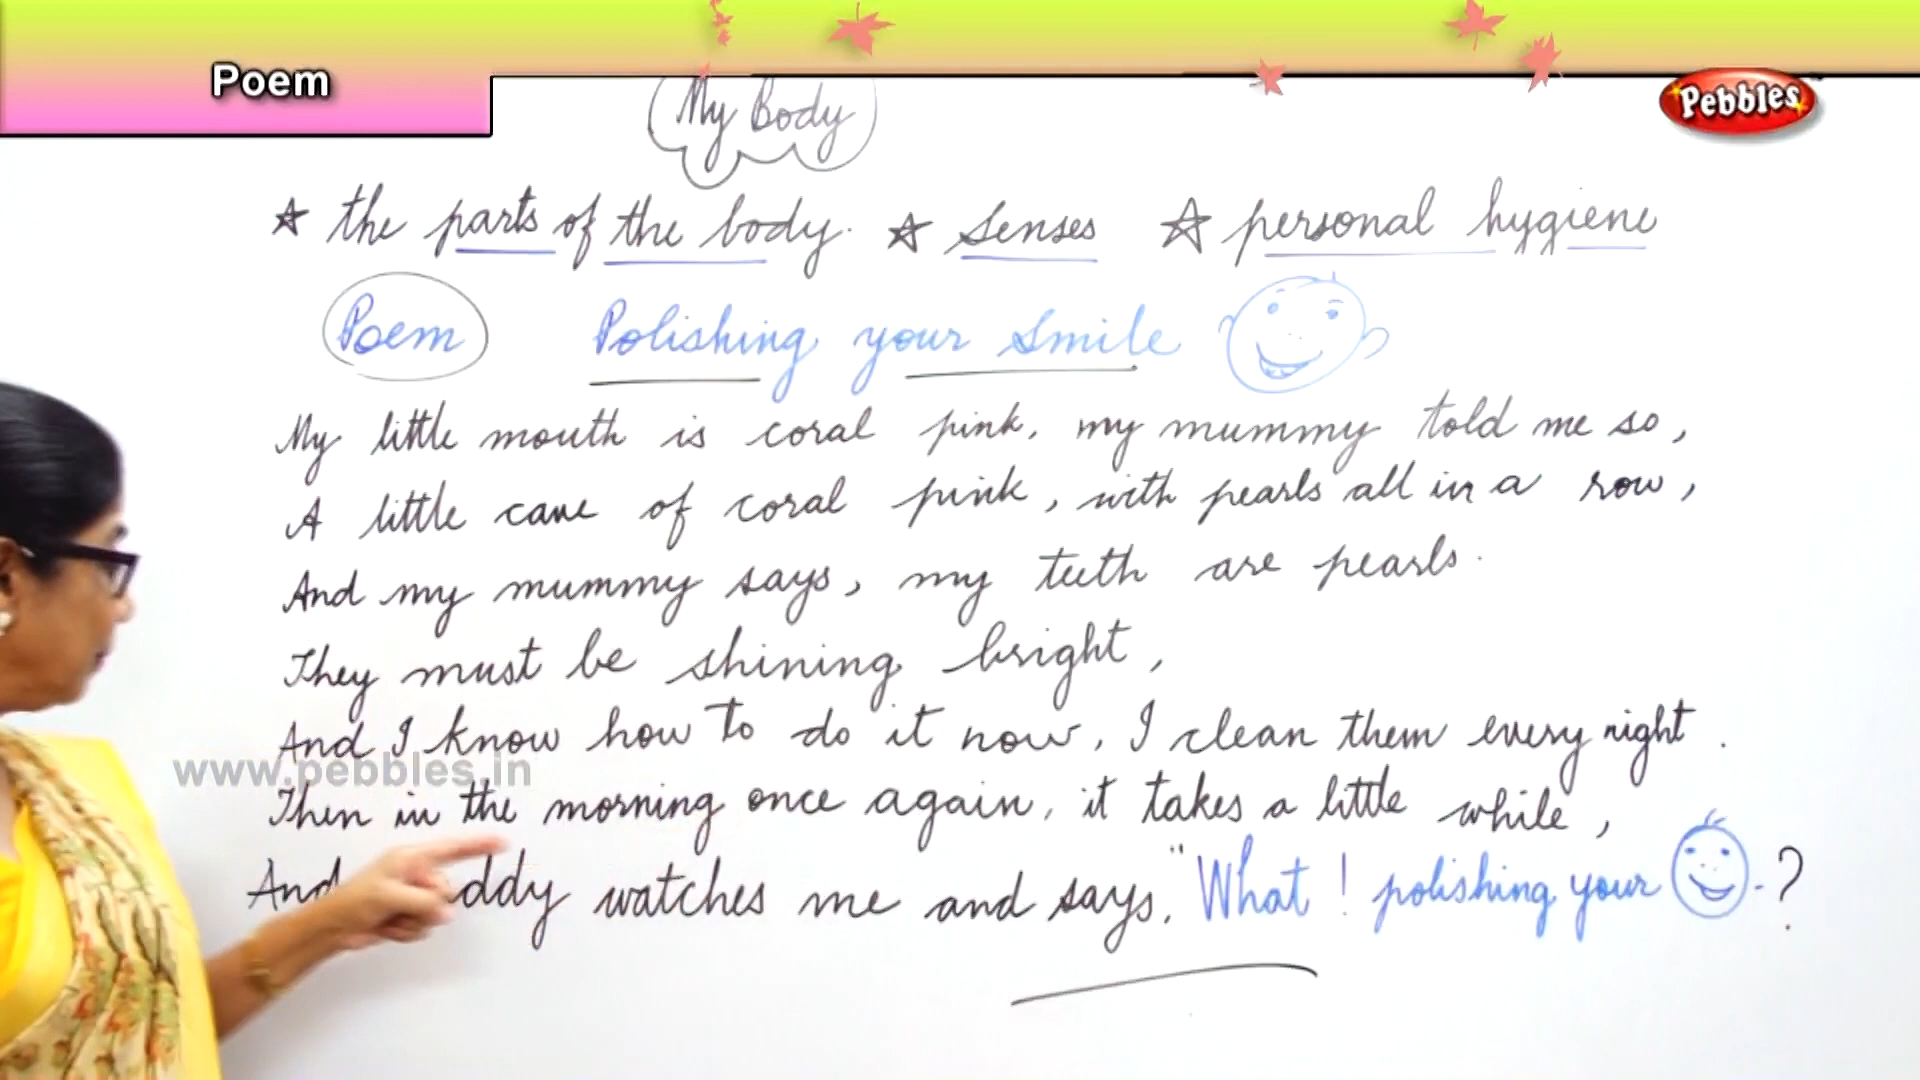 Poem
Pebbles
My Body
☆ the parts of the body. ☆ senses ☆ personal hygiene
Poem Polishing your smile
My little mouth is coral pink, my mummy told me so,
A little cave of coral pink, with pearls all in a row,
And my mummy says, my teeth are pearls.
They must be shining bright,
And I know how to do it now, I clean them every night.
www.pebbles.in
Then in the morning once again, it takes a little while,
And ddy watches me and says, "What! polishing your - ?